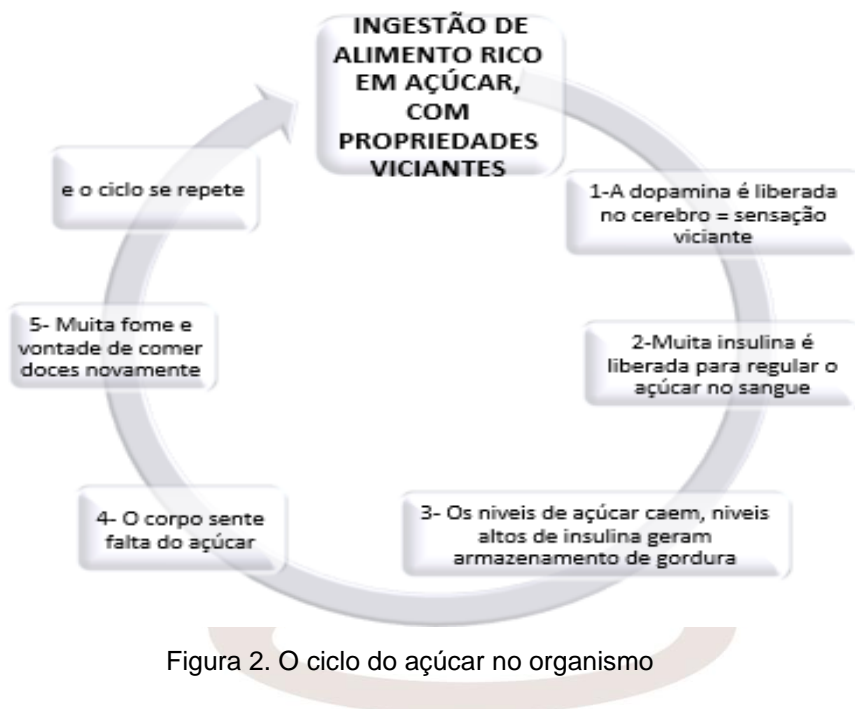 INGESTÃO DE
ALIMENTO RICO
EM AÇÚCAR,
COM
PROPRIEDADES
VICIANTES
1-A dopamina é liberada
no cerebro = sensação
viciante
2-Muita insulina é
liberada para regular o
açúcar no sangue
3- Os niveis de açúcar caem, niveis
altos de insulina geram
armazenamento de gordura
4- O corpo sente
falta do açúcar
5- Muita fome e
vontade de comer
doces novamente
e o ciclo se repete
Figura 2. O ciclo do açúcar no organismo